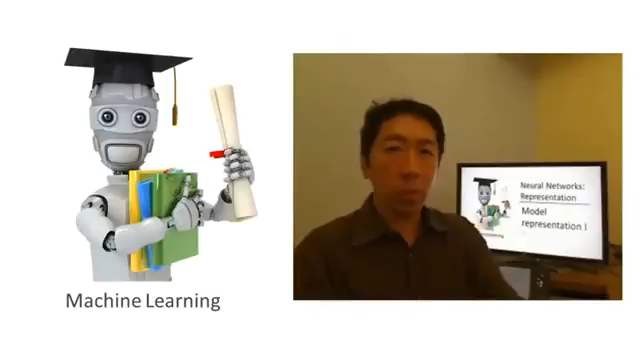 Machine Learning
Neural Networks:
Representation
Model
representation I